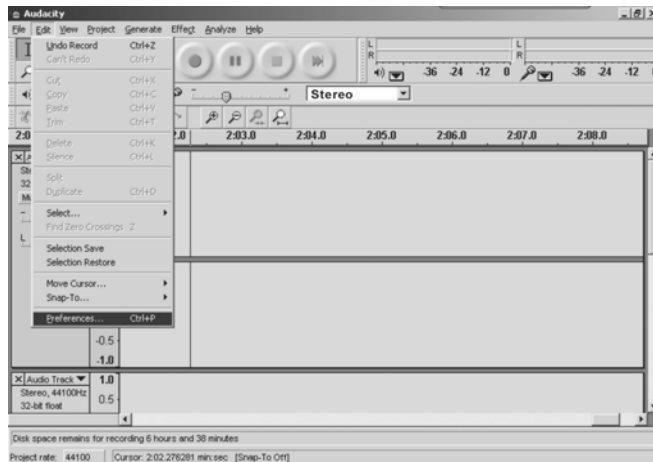 Audacity
File Edit View Project Generate Effect Analyze Help
Undo Record Ctrl+Z
Can't Redo Ctrl+Y
Cut Ctrl+X
Copy Ctrl+C
Paste Ctrl+V
Trim Ctrl+T
Delete Ctrl+K
Silence Ctrl+L
Split
Duplicate Ctrl+D
Select...
Find Zero Crossings Z
Selection Save
Selection Restore
Move Cursor...
Snap-To...
Preferences... Ctrl+P
L
R
-36 -24 -12 0
L
R
-36 -24 -12
Stereo
2:0 2.0 2:03.0 2:04.0 2:05.0 2:06.0 2:07.0 2:08.0
-0.5
-1.0
Audio Track 1.0
Stereo, 44100Hz 0.5
32-bit float
Disk space remains for recording 6 hours and 38 minutes
Project rate: 44100 Cursor: 2:02.276281 min:sec [Snap-To Off]